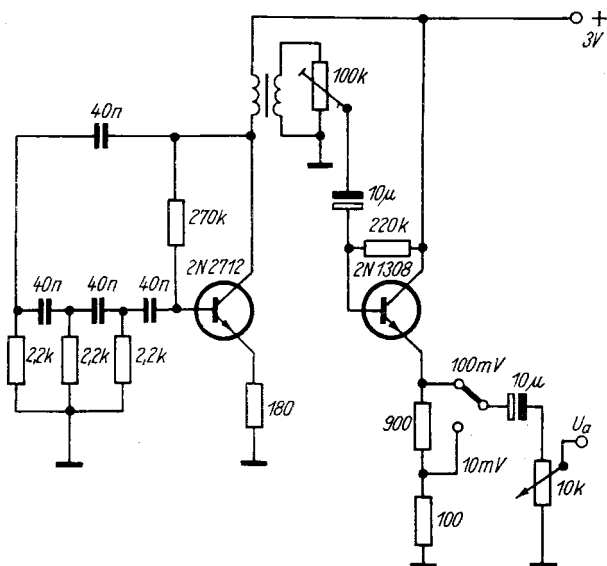 +
3V
100k
40n
10μ
270k
220k
2N2712
2N1308
40n
40n
40n
100mV
10μ
2,2k
2,2k
2,2k
180
900
10mV
Ua
10k
100